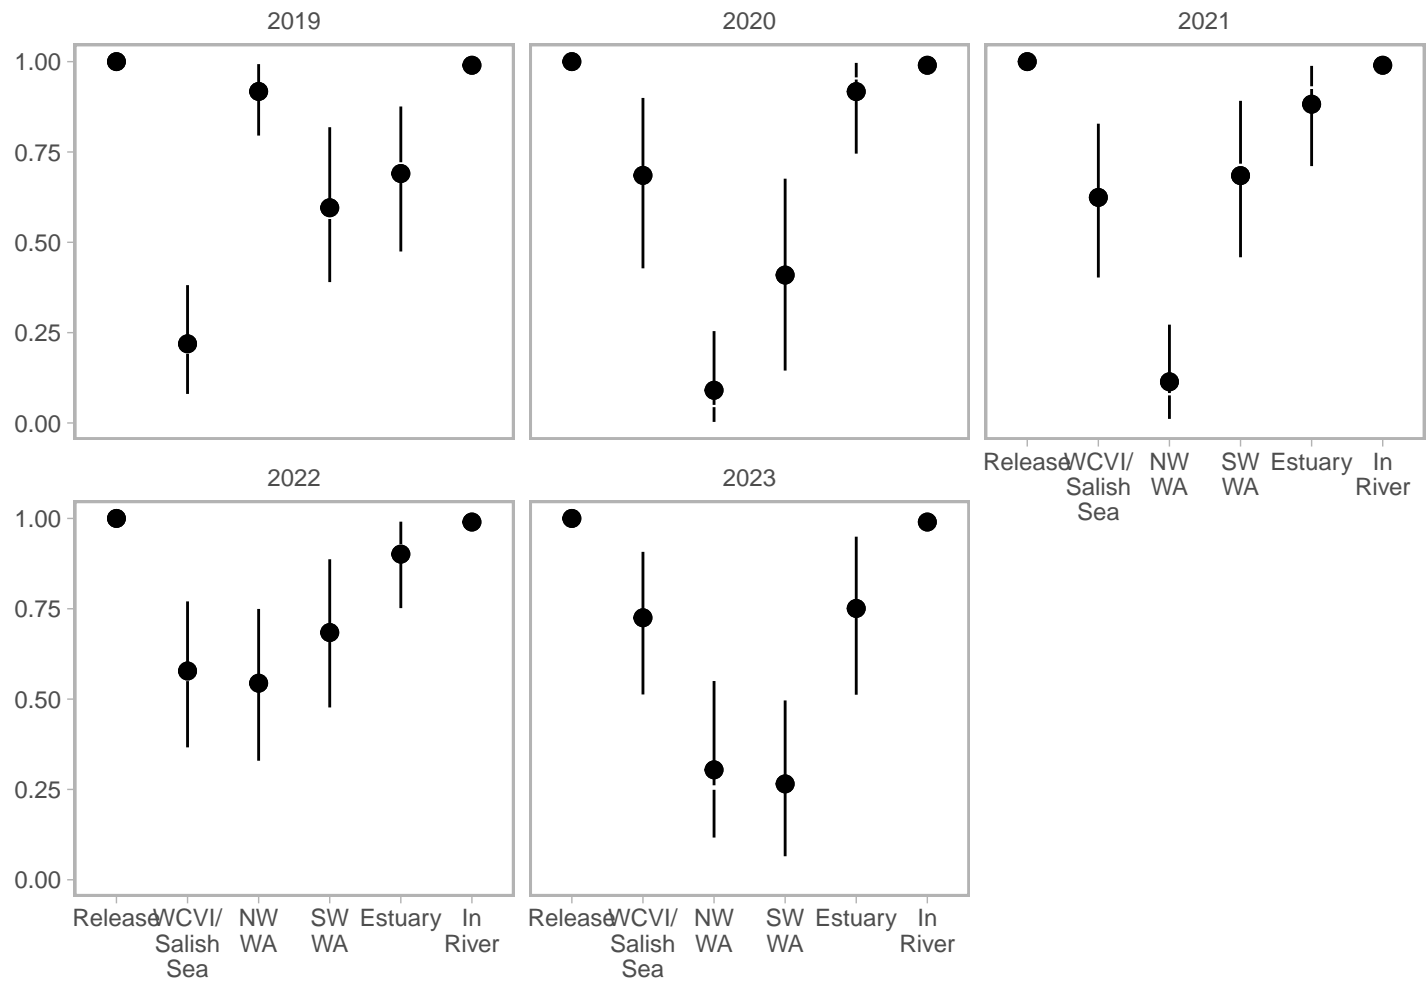 2019
2020
2021
1.00
0.75
0.50
0.25
0.00
Release
WCVI/
Salish
Sea
NW
WA
SW
WA
Estuary
In
River
2022
2023
1.00
0.75
0.50
0.25
0.00
Release
WCVI/
Salish
Sea
NW
WA
SW
WA
Estuary
In
River
Release
WCVI/
Salish
Sea
NW
WA
SW
WA
Estuary
In
River